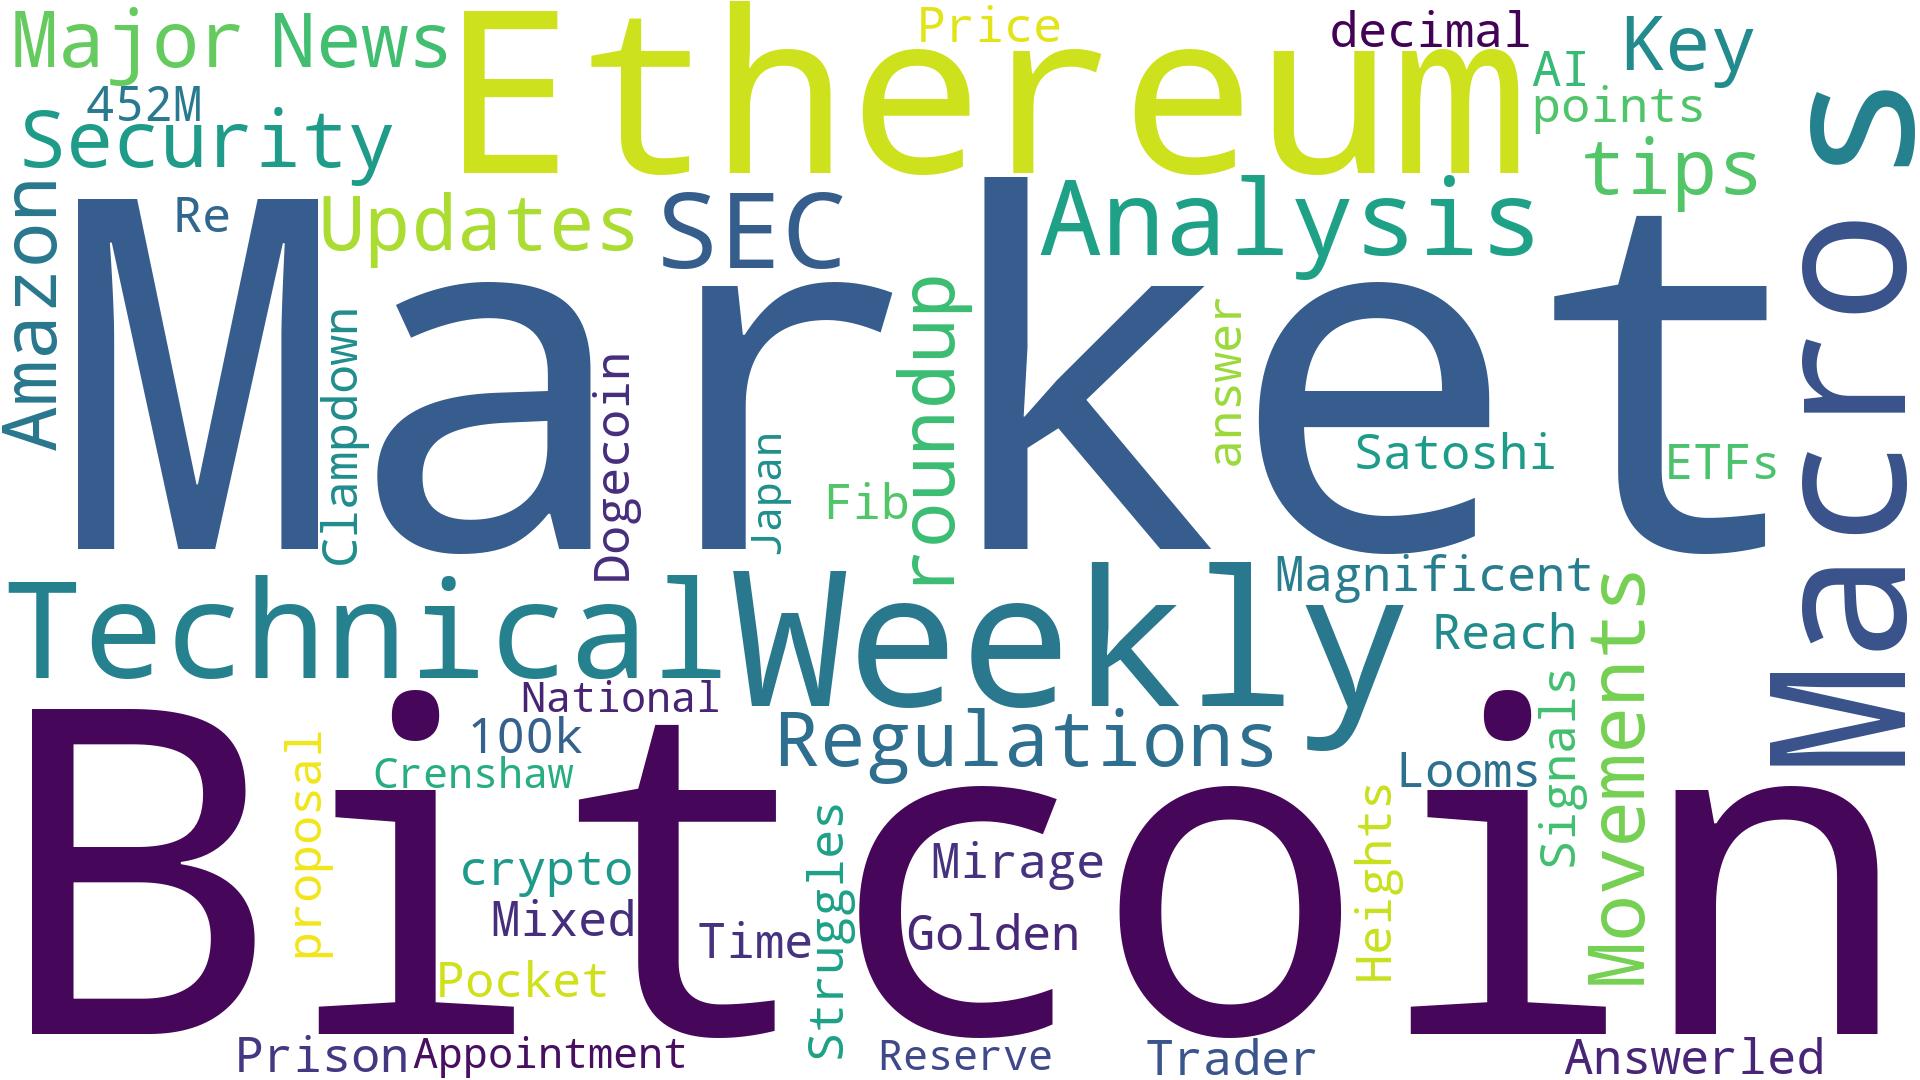 Major News
Ethereum
Price
decimal
AI
Key
452M
points
Security
tips
Macros
Amazon
Re
Updates
SEC
Analysis
Market
Clampdown
Dogecoin
Japan
Fib
roundup
answer
Satoshi
ETFs
Technical
Weekly
Magnificent
Reach
Movements
National
100k
Crenshaw
Regulations
Looms
Signals
Bitcoin
proposal
crypto
Mixed
Pocket
Time
Struggles
Mirage
Golden
Heights
Prison
Appointment
Reserve
Trader
Answerled